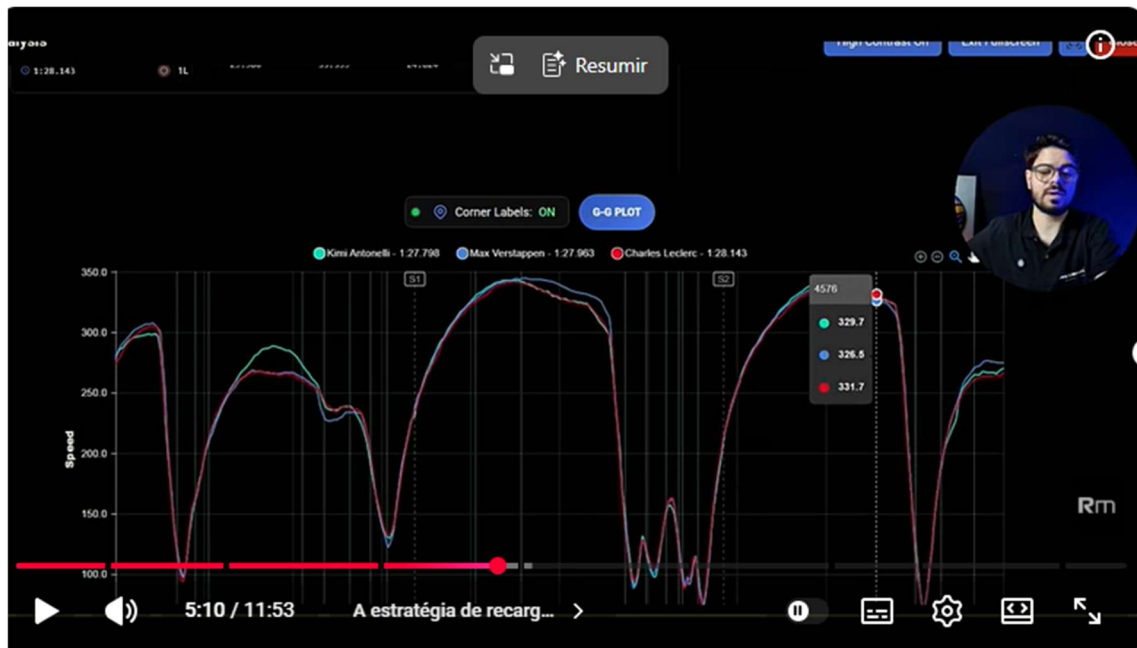 alysis
High Contrast On
Exit Fullscreen
Resumir
1:28.143
1L
Corner Labels: ON
G-G PLOT
Kimi Antonelli - 1:27.798
Max Verstappen - 1:27.963
Charles Leclerc - 1:28.143
350.0
S1
S2
4576
300.0
329.7
326.5
250.0
331.7
Speed
200.0
150.0
Rm
100.0
5:10 / 11:53
A estratégia de recarg...